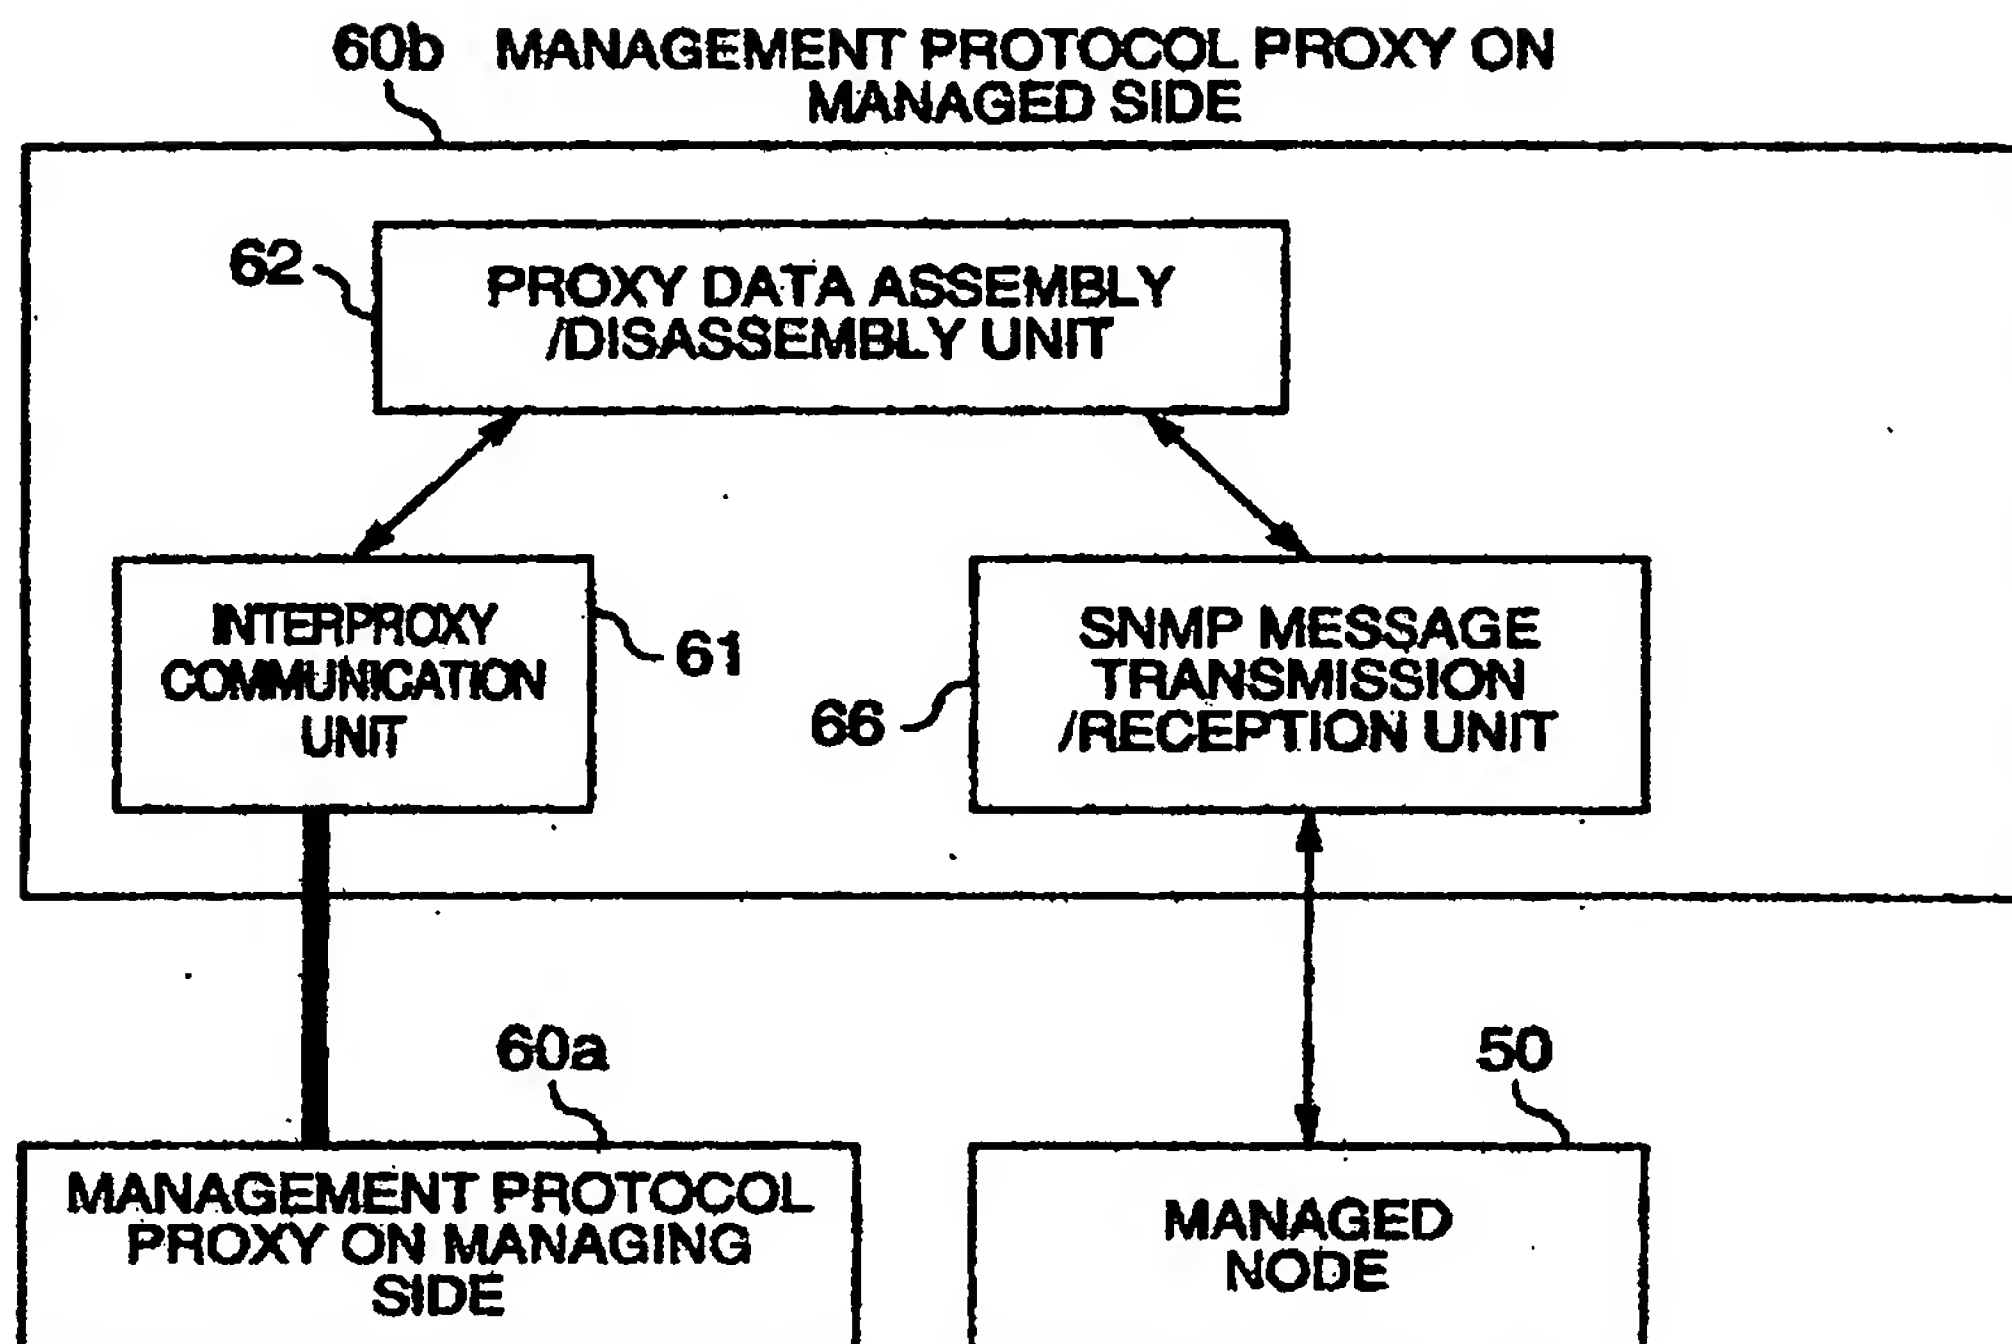 60b MANAGEMENT PROTOCOL PROXY ON
MANAGED SIDE
62
PROXY DATA ASSEMBLY
/DISASSEMBLY UNIT
INTERPROXY
COMMUNICATION
UNIT
61
66
SNMP MESSAGE
TRANSMISSION
/RECEPTION UNIT
60a
MANAGEMENT PROTOCOL
PROXY ON MANAGING
SIDE
50
MANAGED
NODE